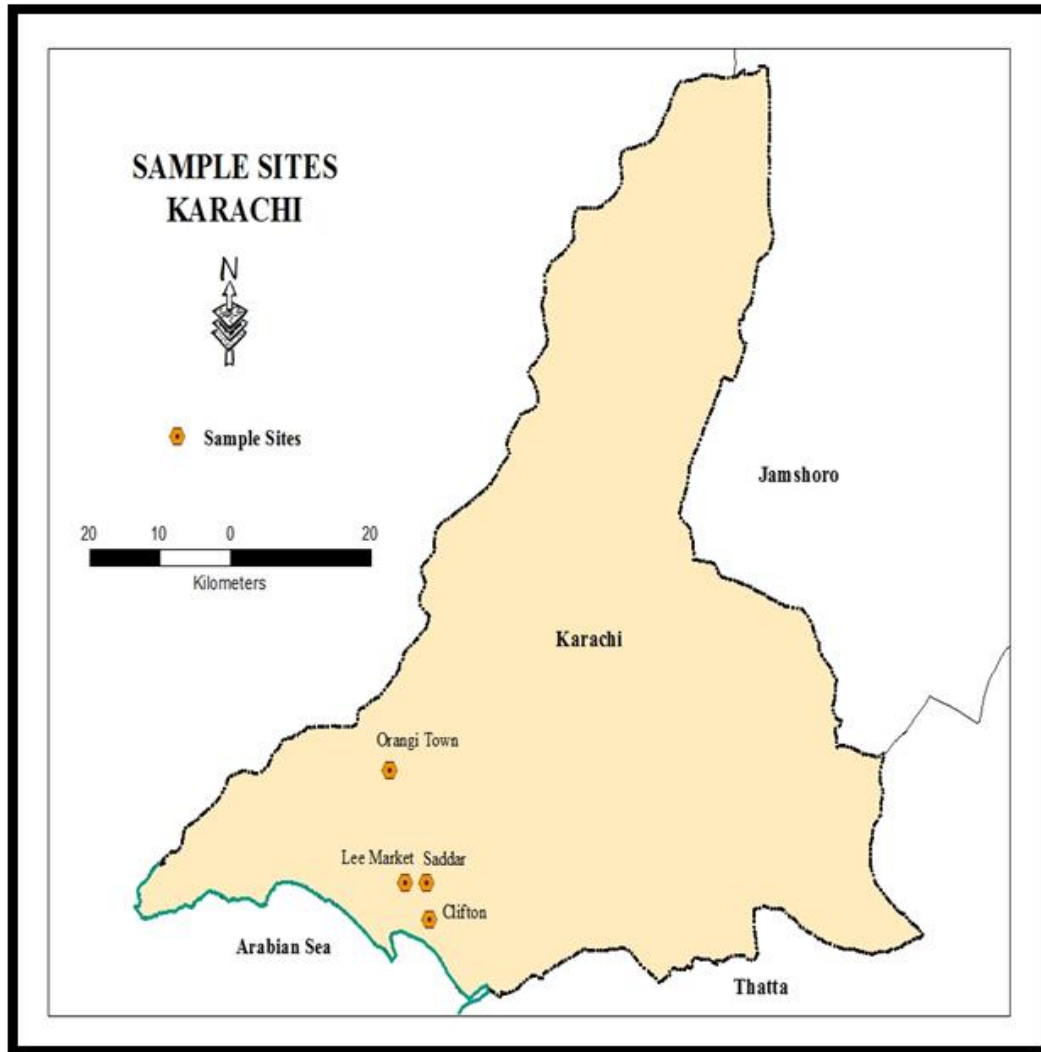 SAMPLE SITES
KARACHI
N
Sample Sites
20 10 0 20
Kilometers
Jamshoro
Karachi
Orangi Town
Lee Market Saddar
Clifton
Arabian Sea
Thatta